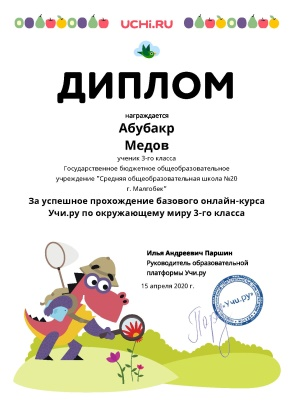 UCHi.RU
ДИПЛОМ
награждается
Абубакр
Медов
ученик 3-го класса
Государственное бюджетное общеобразовательное
учреждение "Средняя общеобразовательная школа №20
г. Малгобек"
За успешное прохождение базового онлайн-курса
Учи.ру по окружающему миру 3-го класса
Илья Андреевич Паршин
Руководитель образовательной
платформы Учи.ру
15 апреля 2020 г.
«Учи.ру»